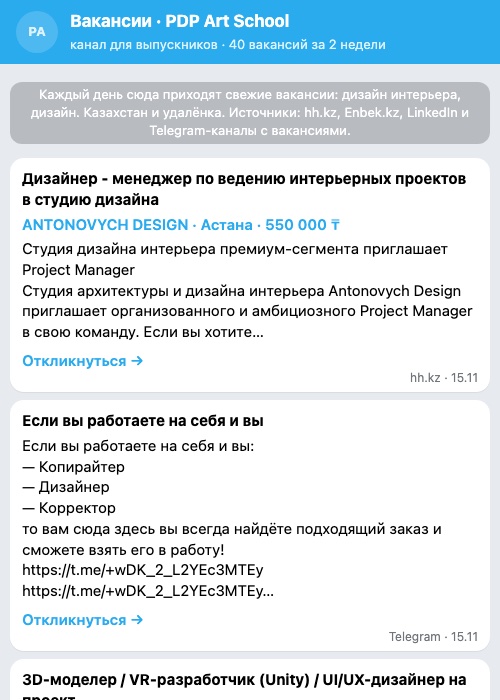 PA
Вакансии · PDP Art School
канал для выпускников · 40 вакансий за 2 недели
Каждый день сюда приходят свежие вакансии: дизайн интерьера,
дизайн. Казахстан и удалёнка. Источники: hh.kz, Enbek.kz, LinkedIn и
Telegram-каналы с вакансиями.
Дизайнер - менеджер по ведению интерьерных проектов
в студию дизайна
ANTONOVYCH DESIGN · Астана · 550 000 ₸
Студия дизайна интерьера премиум-сегмента приглашает
Project Manager
Студия архитектуры и дизайна интерьера Antonovych Design
приглашает организованного и амбициозного Project Manager
в свою команду. Если вы хотите...
Откликнуться →
hh.kz · 15.11
Если вы работаете на себя и вы
Если вы работаете на себя и вы:
— Копирайтер
— Дизайнер
— Корректор
то вам сюда здесь вы всегда найдёте подходящий заказ и
сможете взять его в работу!
https://t.me/+wDK_2_L2YEc3MTEy
https://t.me/+wDK_2_L2YEc3MTEy...
Откликнуться →
Telegram · 15.11
3D-моделер / VR-разработчик (Unity) / UI/UX-дизайнер на
проект